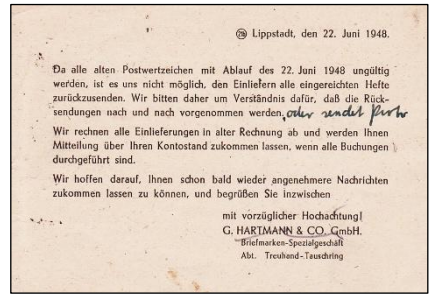 Lippstadt, den 22. Juni 1948.
Da alle alten Postwertzeichen mit Ablauf des 22. Juni 1948 ungültig
werden, ist es uns nicht möglich, den Einliefern alle eingereichten Hefte
zurückzusenden. Wir bitten daher um Verständnis dafür, daß die Rück-
sendungen nach und nach vorgenommen werden, oder sendet
Wir rechnen alle Einlieferungen in alter Rechnung ab und werden Ihnen
Mitteilung über Ihren Kontostand zukommen lassen, wenn alle Buchungen
durchgeführt sind.
Wir hoffen darauf, Ihnen schon bald wieder angenehmere Nachrichten
zukommen lassen zu können, und begrüßen Sie inzwischen
mit vorzüglicher Hochachtung!
G. HARTMANN & CO. GmbH.
Briefmarken-Spezialgeschäft
Abt. Treuhand-Tauschring